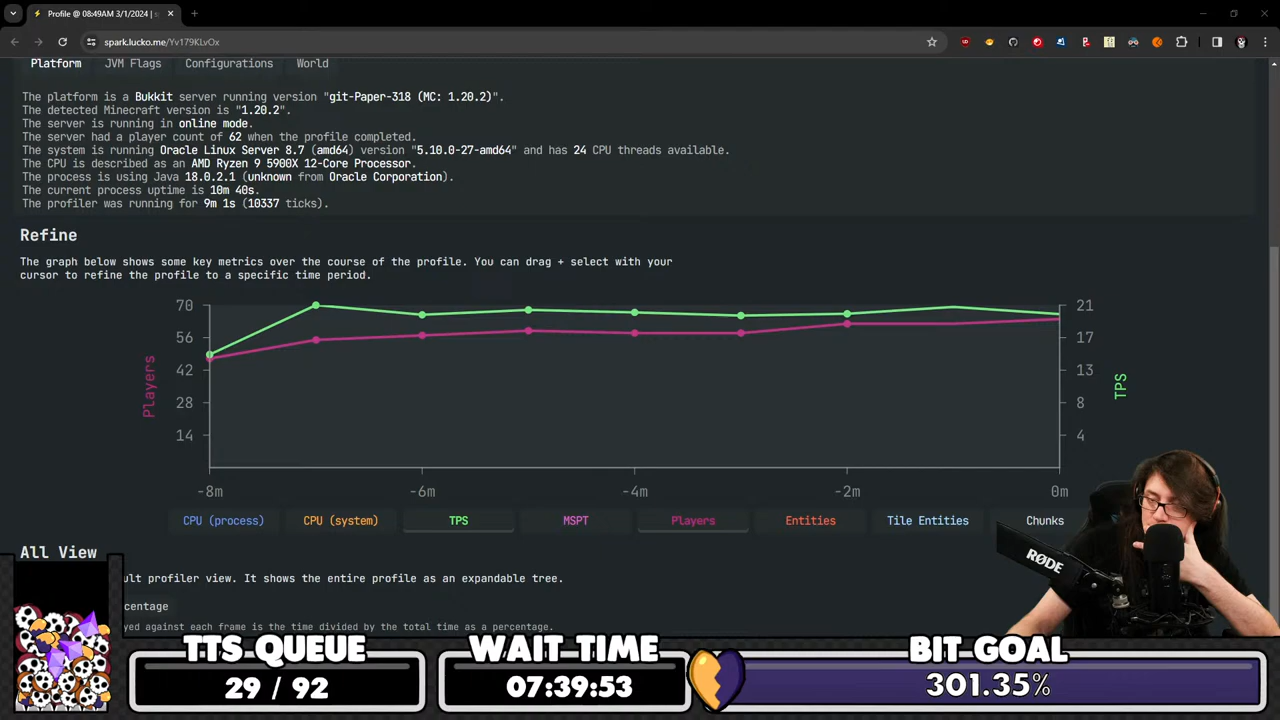 Profile @ 08:49AM 3/1/2024 | s
spark.lucko.me/Yv179KLvOx
Platform JVM Flags Configurations World
The platform is a Bukkit server running version "git-Paper-318 (MC: 1.20.2)".
The detected Minecraft version is "1.20.2".
The server is running in online mode.
The server had a player count of 62 when the profile completed.
The system is running Oracle Linux Server 8.7 (amd64) version "5.10.0-27-amd64" and has 24 CPU threads available.
The CPU is described as an AMD Ryzen 9 5900X 12-Core Processor.
The process is using Java 18.0.2.1 (unknown from Oracle Corporation).
The current process uptime is 10m 40s.
The profiler was running for 9m 1s (10337 ticks).
Refine
The graph below shows some key metrics over the course of the profile. You can drag + select with your
cursor to refine the profile to a specific time period.
70 21
56 17
42 13
28 8
14 4
Players
TPS
-8m -6m -4m -2m 0m
CPU (process) CPU (system) TPS MSPT Players Entities Tile Entities Chunks
All View
ult profiler view. It shows the entire profile as an expandable tree.
centage
yed against each frame is the time divided by the total time as a percentage.
RØDE
TTS QUEUE WAIT TIME BIT GOAL
29 / 92 07:39:53 301.35%